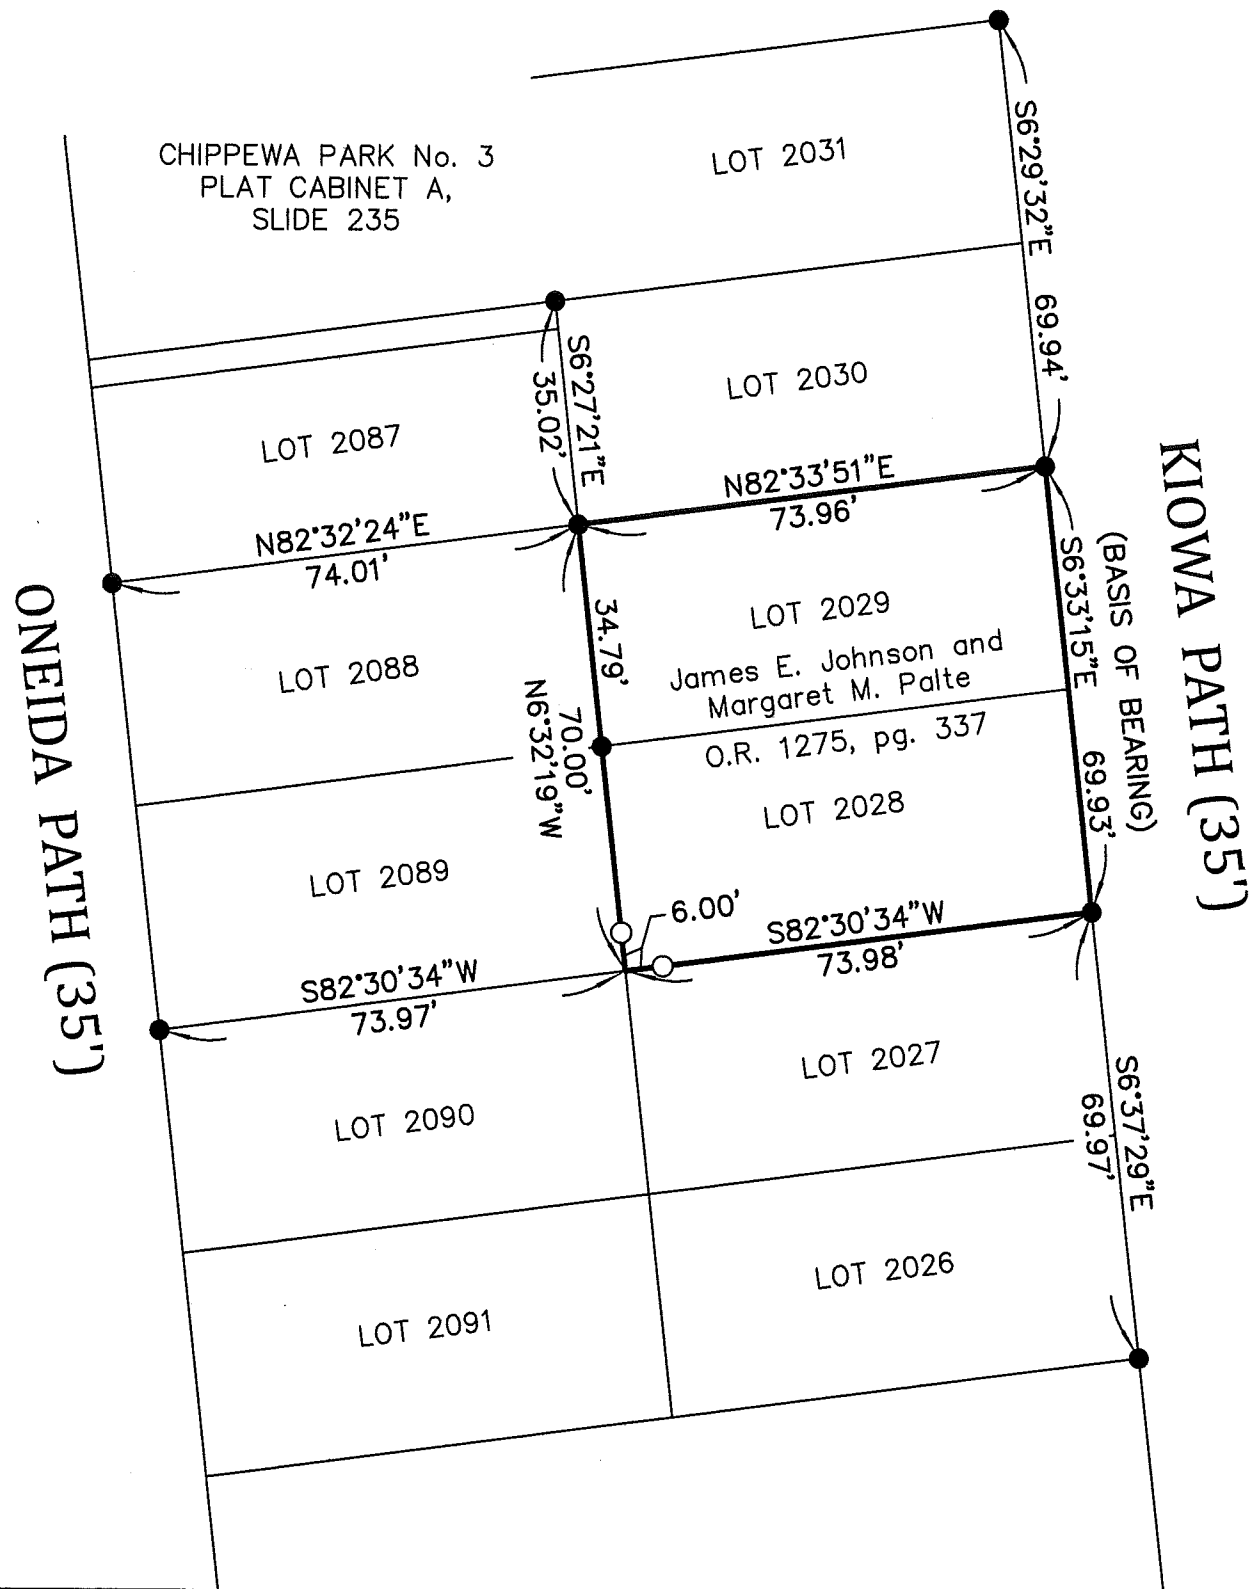 CHIPPEWA PARK No. 3
PLAT CABINET A,
SLIDE 235
LOT 2031
S6°29'32"E 69.94'
S6°27'21"E
35.02'
LOT 2030
LOT 2087
N82°33'51"E
73.96'
N82°32'24"E
74.01'
KIOWA PATH (35')
(BASIS OF BEARING)
S6°33'15"E 69.93'
ONEIDA PATH (35')
LOT 2029
James E. Johnson and
Margaret M. Palte
O.R. 1275, pg. 337
34.79'
70.00'
N6°32'19"W
LOT 2088
LOT 2028
LOT 2089
6.00'
S82°30'34"W
73.98'
S82°30'34"W
73.97'
LOT 2027
S6°37'29"E
69.97'
LOT 2090
LOT 2026
LOT 2091